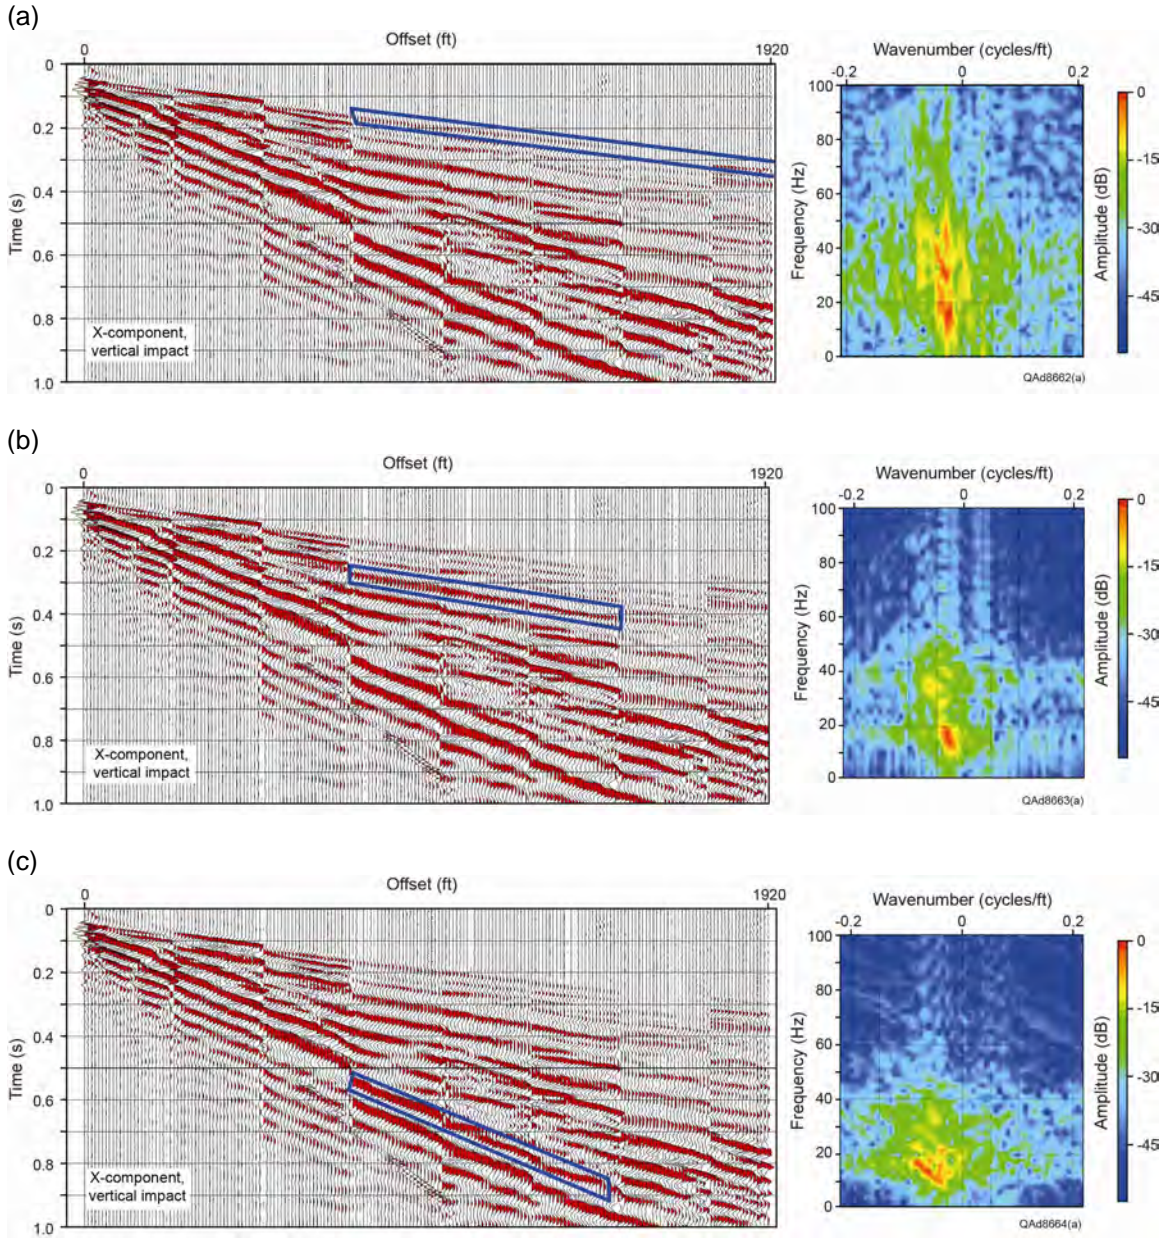 (a)
Offset (ft)
0 1920
0
0.2
0.4
0.6
0.8
1.0
Time (s)
X-component,
vertical impact
Wavenumber (cycles/ft)
-0.2 0 0.2
100
80
60
40
20
0
Frequency (Hz)
0
-15
-30
-45
Amplitude (dB)
QAd8662(a)
(b)
Offset (ft)
0 1920
0
0.2
0.4
0.6
0.8
1.0
Time (s)
X-component,
vertical impact
Wavenumber (cycles/ft)
-0.2 0 0.2
100
80
60
40
20
0
Frequency (Hz)
0
-15
-30
-45
Amplitude (dB)
QAd8663(a)
(c)
Offset (ft)
0 1920
0
0.2
0.4
0.6
0.8
1.0
Time (s)
X-component,
vertical impact
Wavenumber (cycles/ft)
-0.2 0 0.2
100
80
60
40
20
0
Frequency (Hz)
0
-15
-30
-45
Amplitude (dB)
QAd8664(a)